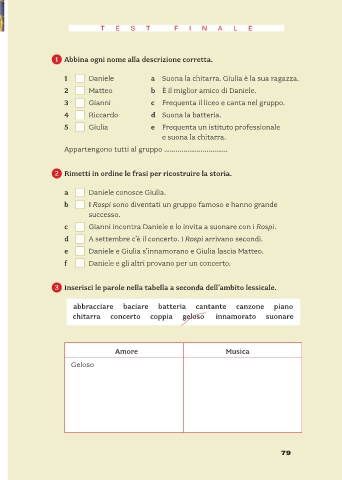 TEST FINALE
1 Abbina ogni nome alla descrizione corretta.
1 Daniele a Suona la chitarra. Giulia è la sua ragazza.
2 Matteo b È il miglior amico di Daniele.
3 Gianni c Frequenta il liceo e canta nel gruppo.
4 Riccardo d Suona la batteria.
5 Giulia e Frequenta un istituto professionale
e suona la chitarra.
Appartengono tutti al gruppo ................................
2 Rimetti in ordine le frasi per ricostruire la storia.
a Daniele conosce Giulia.
b I Rospi sono diventati un gruppo famoso e hanno grande
successo.
c Gianni incontra Daniele e lo invita a suonare con i Rospi.
d A settembre c'è il concerto. I Rospi arrivano secondi.
e Daniele e Giulia s'innamorano e Giulia lascia Matteo.
f Daniele e gli altri provano per un concerto.
3 Inserisci le parole nella tabella a seconda dell'ambito lessicale.
abbracciare baciare batteria cantante canzone piano
chitarra concerto coppia geloso innamorato suonare
Amore Musica
Geloso
79